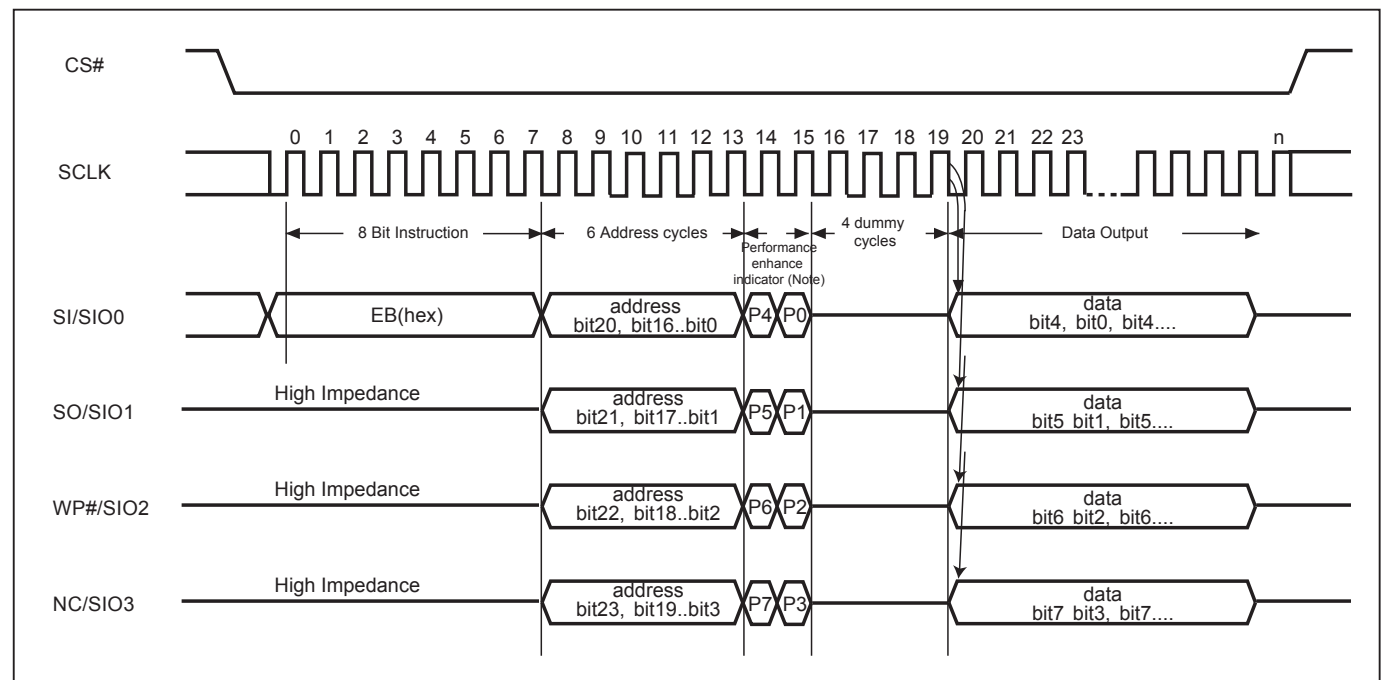 CS#
0 1 2 3 4 5 6 7 8 9 10 11 12 13 14 15 16 17 18 19 20 21 22 23 n
SCLK
8 Bit Instruction
6 Address cycles
Performance
enhance
indicator (Note)
4 dummy
cycles
Data Output
SI/SIO0
EB(hex)
address
bit20, bit16..bit0
P4 P0
data
bit4, bit0, bit4....
SO/SIO1
High Impedance
address
bit21, bit17..bit1
P5 P1
data
bit5 bit1, bit5....
WP#/SIO2
High Impedance
address
bit22, bit18..bit2
P6 P2
data
bit6 bit2, bit6....
NC/SIO3
High Impedance
address
bit23, bit19..bit3
P7 P3
data
bit7 bit3, bit7....